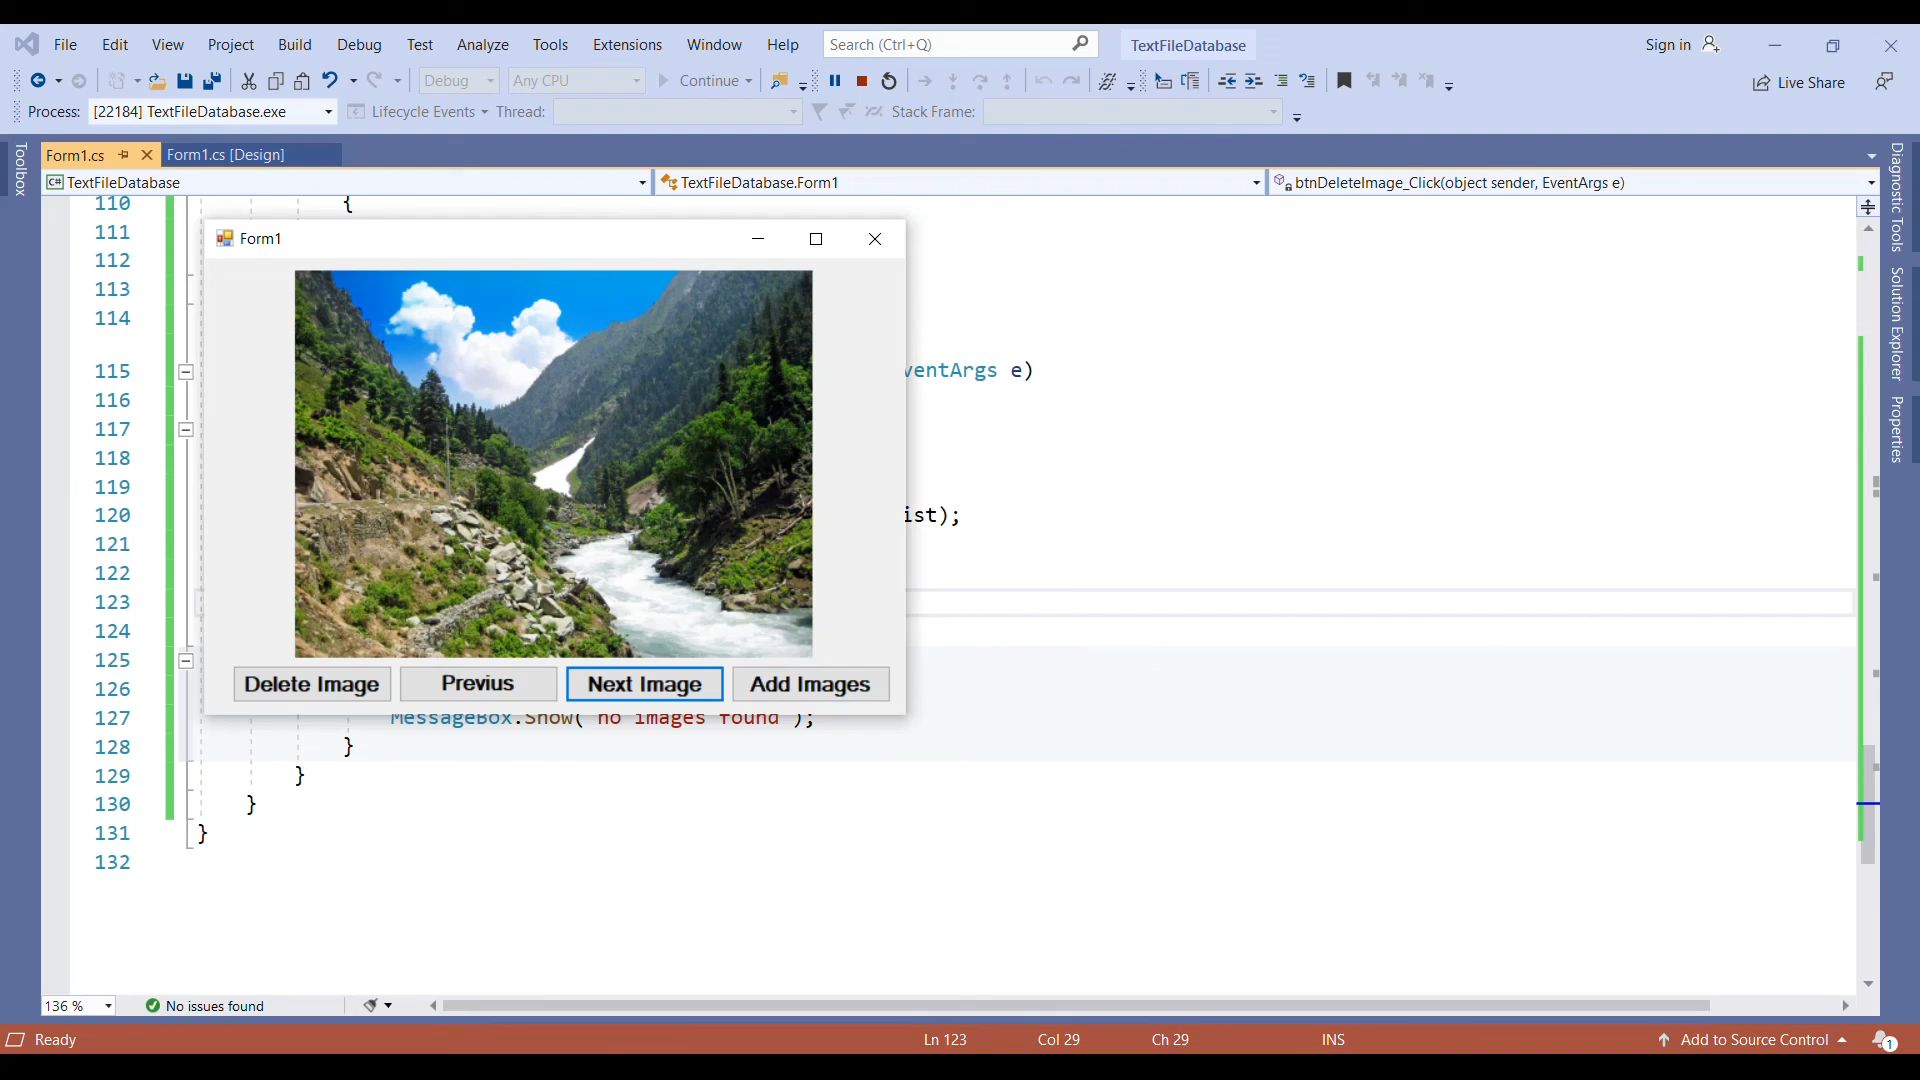 File Edit View Project Build Debug Test Analyze Tools Extensions Window Help Search (Ctrl+Q) TextFileDatabase Sign in
Debug Any CPU Continue Live Share
Process: [22184] TextFileDatabase.exe Lifecycle Events Thread: Stack Frame:
Toolbox
Form1.cs Form1.cs [Design]
C# TextFileDatabase TextFileDatabase.Form1 btnDeleteImage_Click(object sender, EventArgs e)
Diagnostic Tools
Solution Explorer
Properties
110 {
111
Form1
112
113
114
115 ventArgs e)
116
117
118
119
120 ist);
121
122
123
124
125
126
Delete Image Previus Next Image Add Images
127 MessageBox.Show( no images found );
128 }
129 }
130 }
131 }
132
136 % No issues found
Ready Ln 123 Col 29 Ch 29 INS Add to Source Control 1